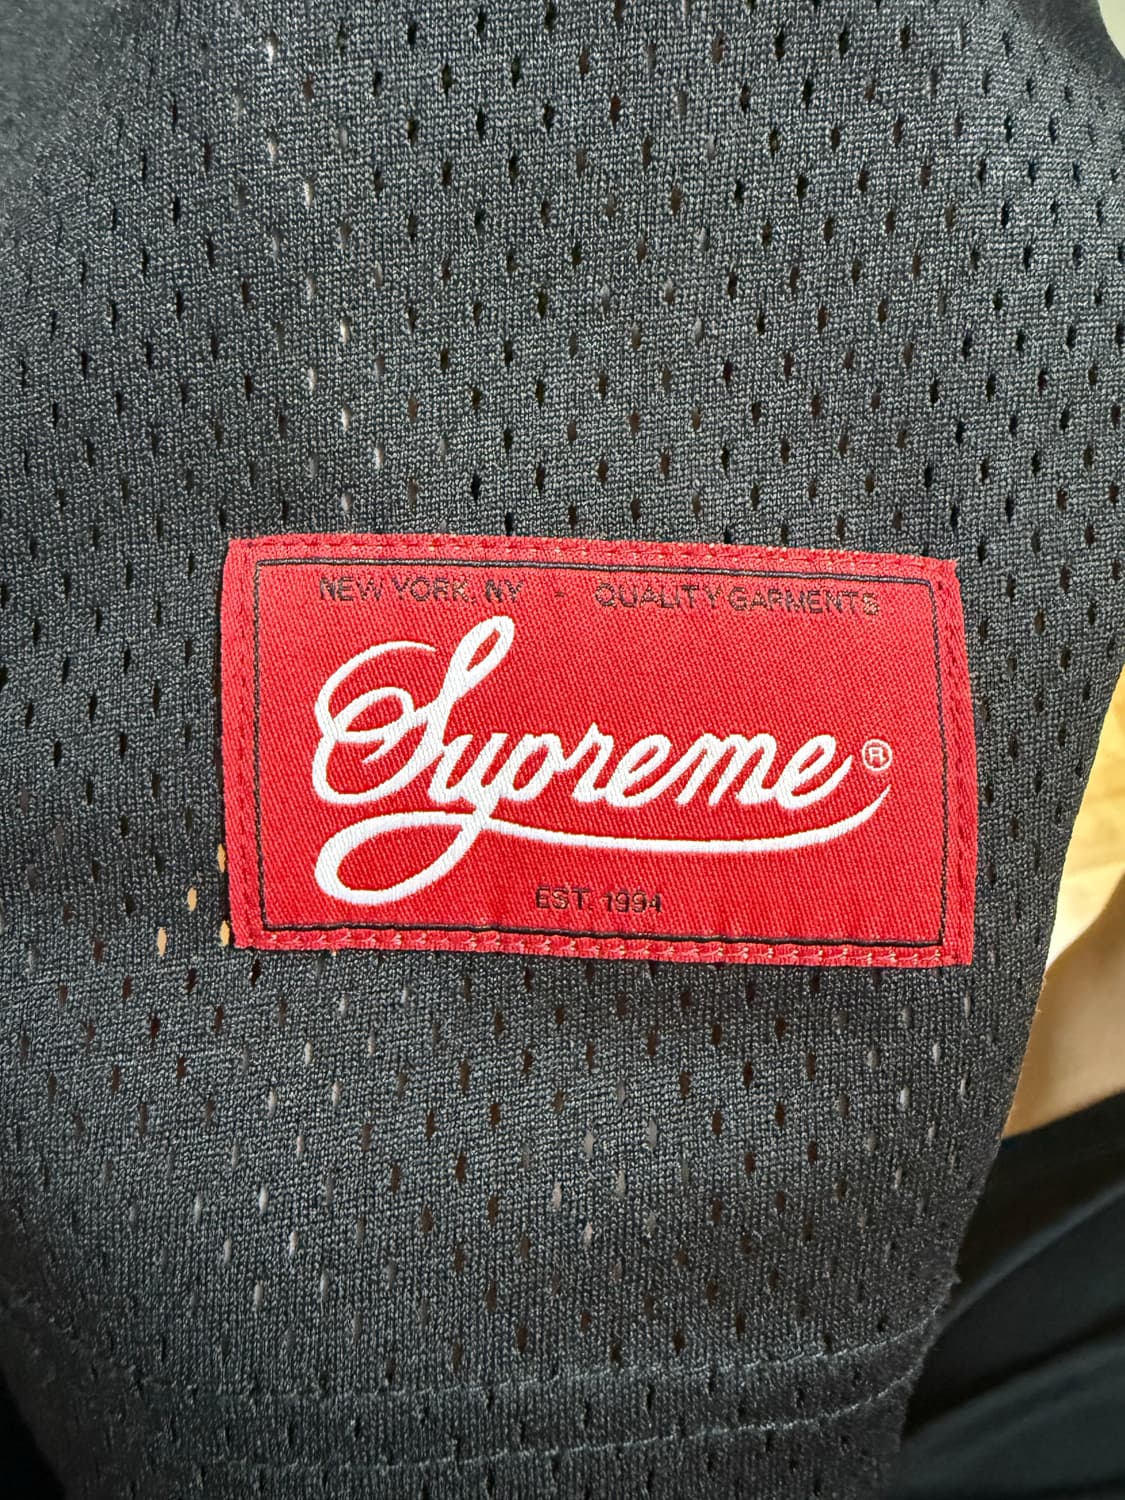 NEW YORK, NY - QUALITY GARMENTS
Supreme®
EST. 1994